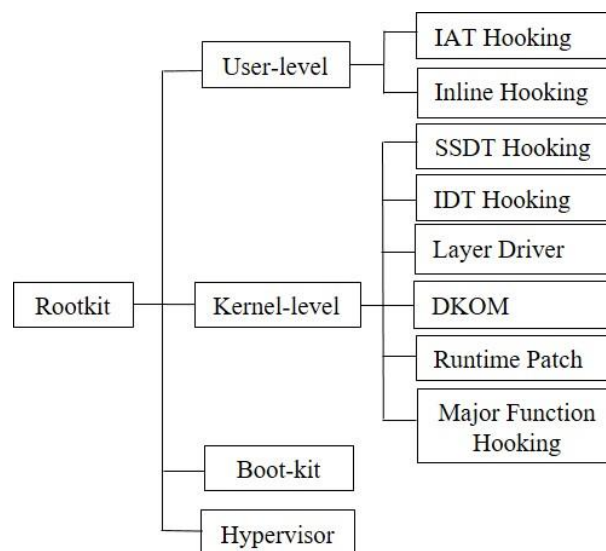 IAT Hooking
User-level
Inline Hooking
SSDT Hooking
IDT Hooking
Layer Driver
Rootkit
Kernel-level
DKOM
Runtime Patch
Major Function
Hooking
Boot-kit
Hypervisor